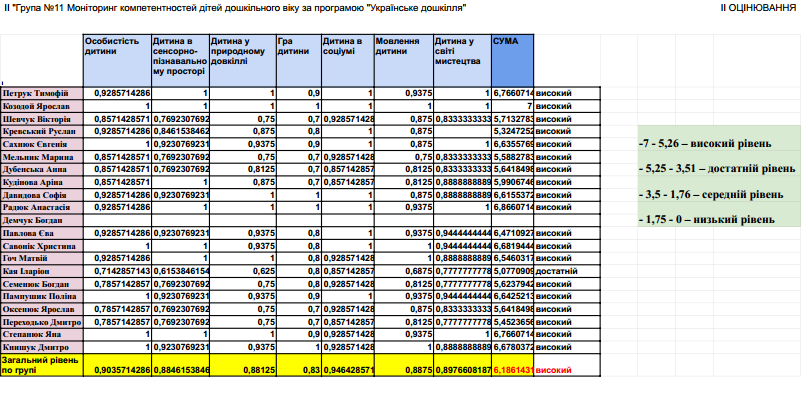 II "Група №11 Моніторинг компетентностей дітей дошкільного віку за програмою "Українське дошкілля" II ОЦІНЮВАННЯ
Особистість дитини Дитина в сенсорно-пізнавальному просторі Дитина у природному довкіллі Гра дитини Дитина в соціумі Мовлення дитини Дитина у світі мистецтва СУМА
Петрук Тимофій 0,9285714286 1 1 0,9 1 0,9375 1 6,7660714 високий
Козодой Ярослав 1 1 1 1 1 1 1 7 високий
Шевчук Вікторія 0,8571428571 0,7692307692 0,75 0,7 0,928571428 0,875 0,8333333333 5,7132783 високий
Кревський Руслан 0,9285714286 0,8461538462 0,875 0,8 1 0,875 5,3247252 високий
Сахнюк Євгенія 1 0,9230769231 0,9375 0,8 1 1 1 6,6355769 високий
Мельник Марина 0,8571428571 0,7692307692 0,75 0,7 0,928571428 0,75 0,8333333333 5,5882783 високий
Дубенська Анна 0,8571428571 0,7692307692 0,8125 0,7 0,857142857 0,8125 0,8333333333 5,6418498 високий
Кудінова Аріна 0,8571428571 1 0,875 0,7 0,857142857 0,8125 0,8888888889 5,9906746 високий
Давидова Софія 0,9285714286 0,9230769231 1 1 1 0,875 0,8888888889 6,6155372 високий
Радюк Анастасія 0,9285714286 1 1 1 1 0,9375 1 6,8660714 високий
Демчук Богдан
Павлова Єва 0,9285714286 0,9230769231 0,9375 0,8 1 0,9375 0,9444444444 6,4710927 високий
Савонік Христина 1 1 0,9375 0,8 1 1 0,9444444444 6,6819444 високий
Гоч Матвій 0,9285714286 1 1 0,8 0,928571428 1 0,8888888889 6,5460317 високий
Кая Іларіон 0,7142857143 0,6153846154 0,625 0,8 0,857142857 0,6875 0,7777777778 5,0770909 достатній
Семенюк Богдан 0,7857142857 0,7692307692 0,75 0,8 0,928571428 0,8125 0,7777777778 5,6237942 високий
Пампушик Поліна 1 0,9230769231 0,9375 0,9 1 0,9375 0,9444444444 6,6425213 високий
Оксенюк Ярослав 0,7857142857 0,7692307692 0,75 0,7 0,928571428 0,875 0,8333333333 5,6418498 високий
Переходько Дмитро 0,7857142857 0,7692307692 0,75 0,7 0,857142857 0,8125 0,7777777778 5,4523656 високий
Степанюк Яна 1 1 1 0,9 0,928571428 0,9375 1 6,7660714 високий
Книшук Дмитро 1 0,9230769231 0,9375 1 0,928571428 1 0,8888888889 6,6780372 високий
Загальний рівень по групі 0,9035714286 0,8846153846 0,88125 0,83 0,946428571 0,8875 0,8976608187 6,1861431 високий
-7 - 5,26 – високий рівень
- 5,25 - 3,51 – достатній рівень
- 3,5 - 1,76 – середній рівень
- 1,75 - 0 – низький рівень